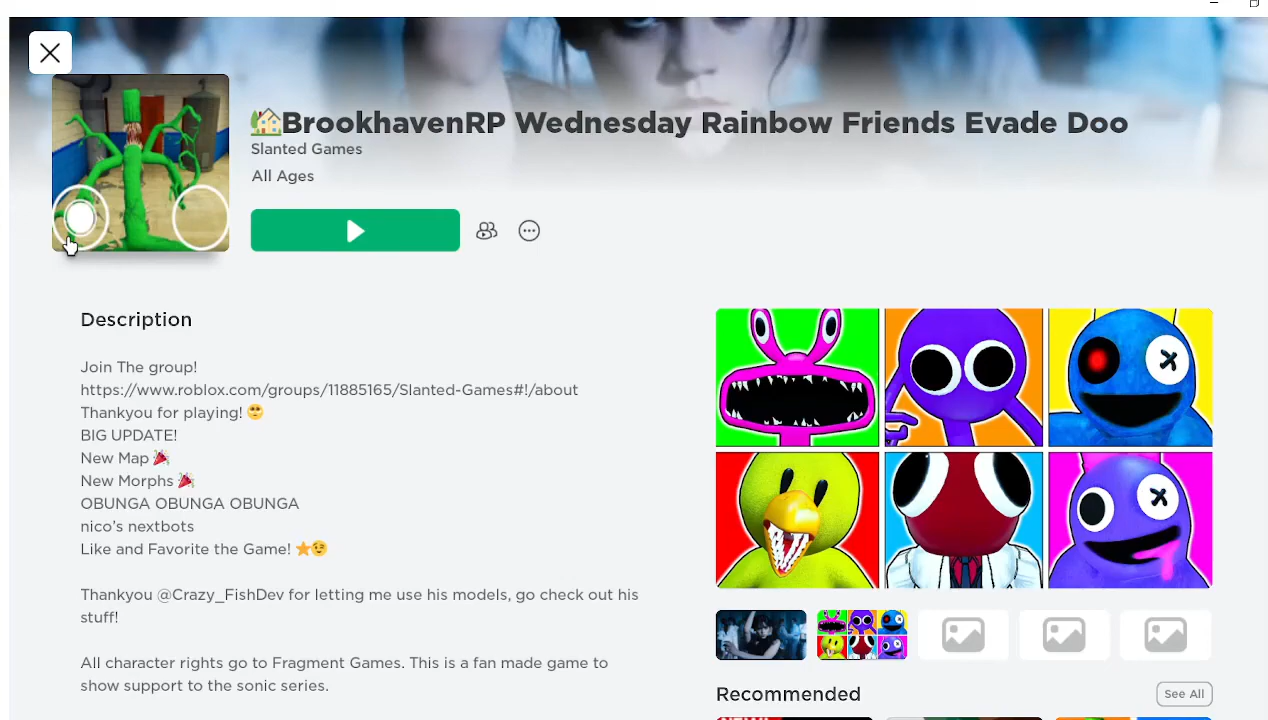 🏡BrookhavenRP Wednesday Rainbow Friends Evade Doo
Slanted Games
All Ages
Description
Join The group!
https://www.roblox.com/groups/11885165/Slanted-Games#!/about
Thankyou for playing! 🥺
BIG UPDATE!
New Map 🎉
New Morphs 🎉
OBUNGA OBUNGA OBUNGA
nico's nextbots
Like and Favorite the Game! ⭐😉
Thankyou @Crazy_FishDev for letting me use his models, go check out his
stuff!
All character rights go to Fragment Games. This is a fan made game to
show support to the sonic series.
Recommended
See All